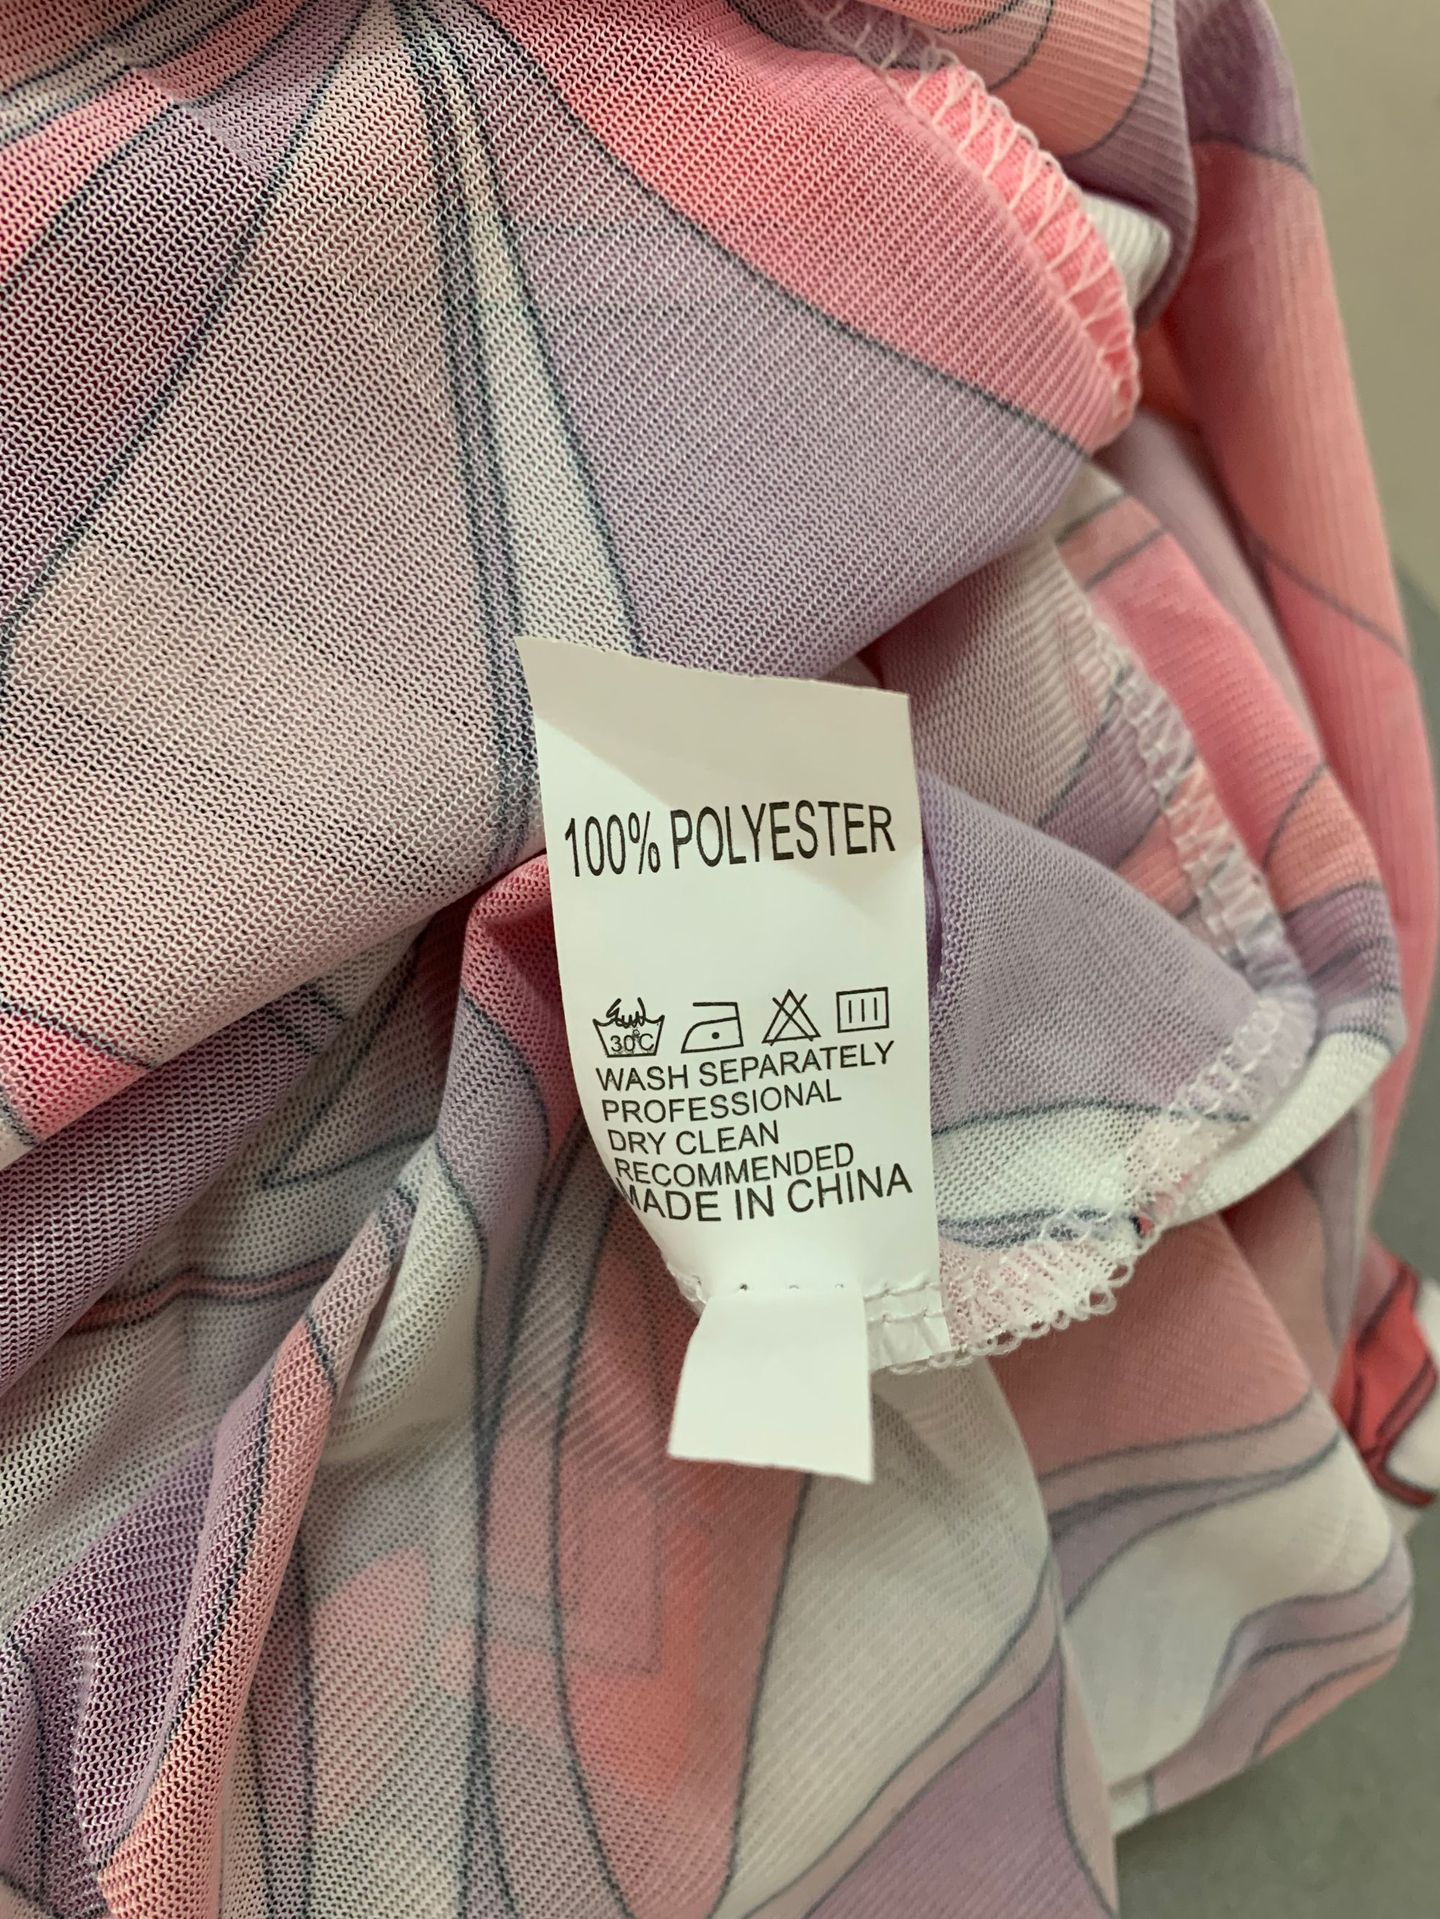 100% POLYESTER
30°C
WASH SEPARATELY
PROFESSIONAL
DRY CLEAN
RECOMMENDED
MADE IN CHINA